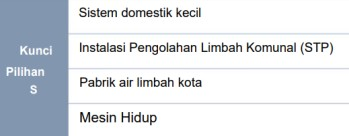 Sistem domestik kecil
Kunci
Pilihan
S
Instalasi Pengolahan Limbah Komunal (STP)
Pabrik air limbah kota
Mesin Hidup